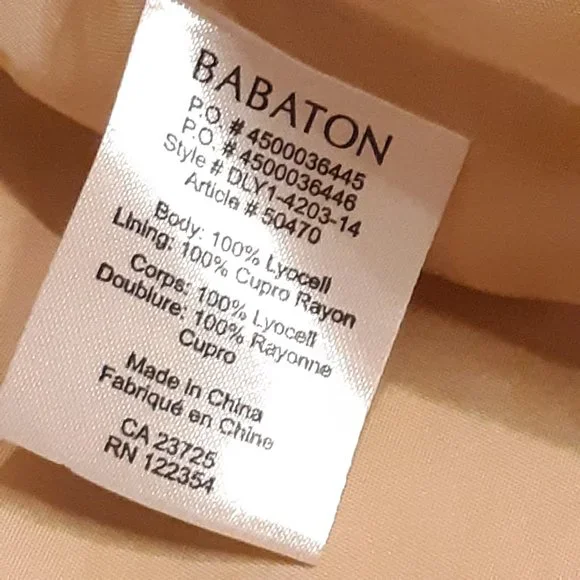 BABATON
P.O. # 4500036445
P.O. # 4500036446
Style # DLY1-4203-14
Article # 50470
Body: 100% Lyocell
Lining: 100% Cupro Rayon
Corps: 100% Lyocell
Doublure: 100% Rayonne
Cupro
Made in China
Fabriqué en Chine
CA 23725
RN 122354